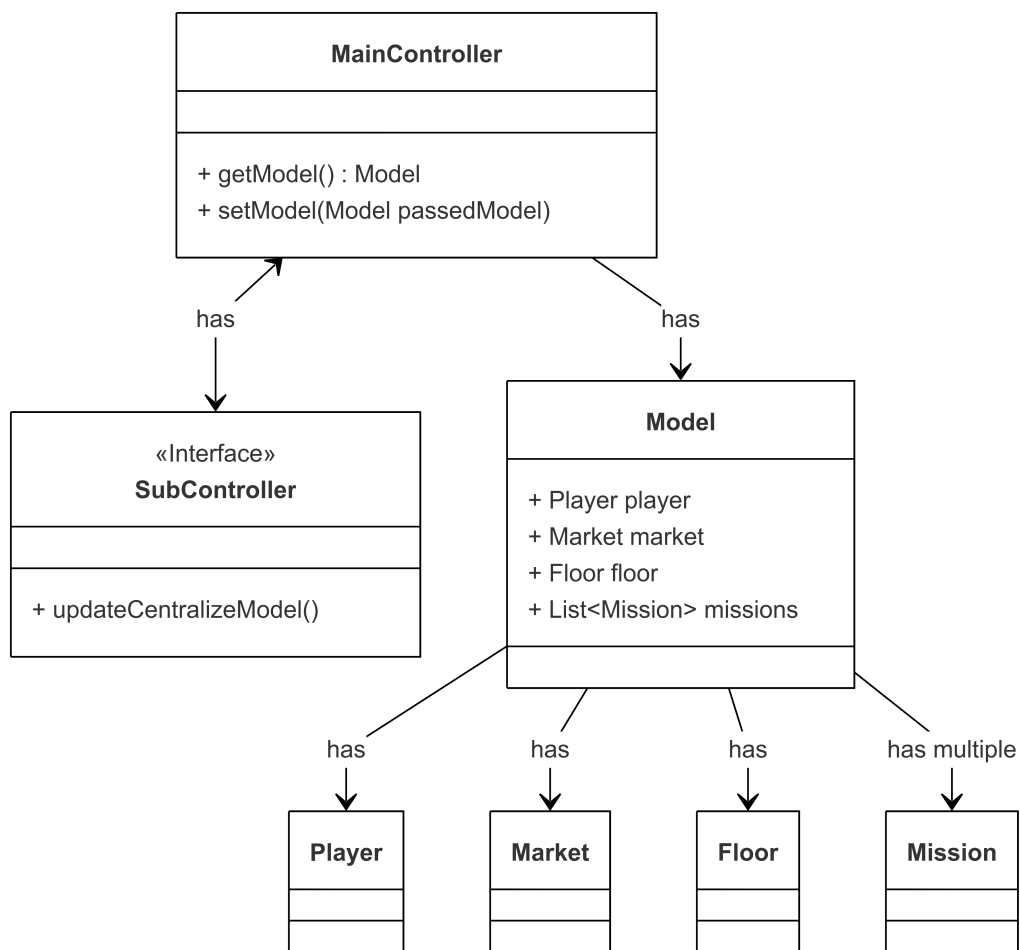 MainController
+ getModel() : Model
+ setModel(Model passedModel)
has
has
«Interface»
SubController
+ updateCentralizeModel()
Model
+ Player player
+ Market market
+ Floor floor
+ List<Mission> missions
has
has
has
has multiple
Player
Market
Floor
Mission